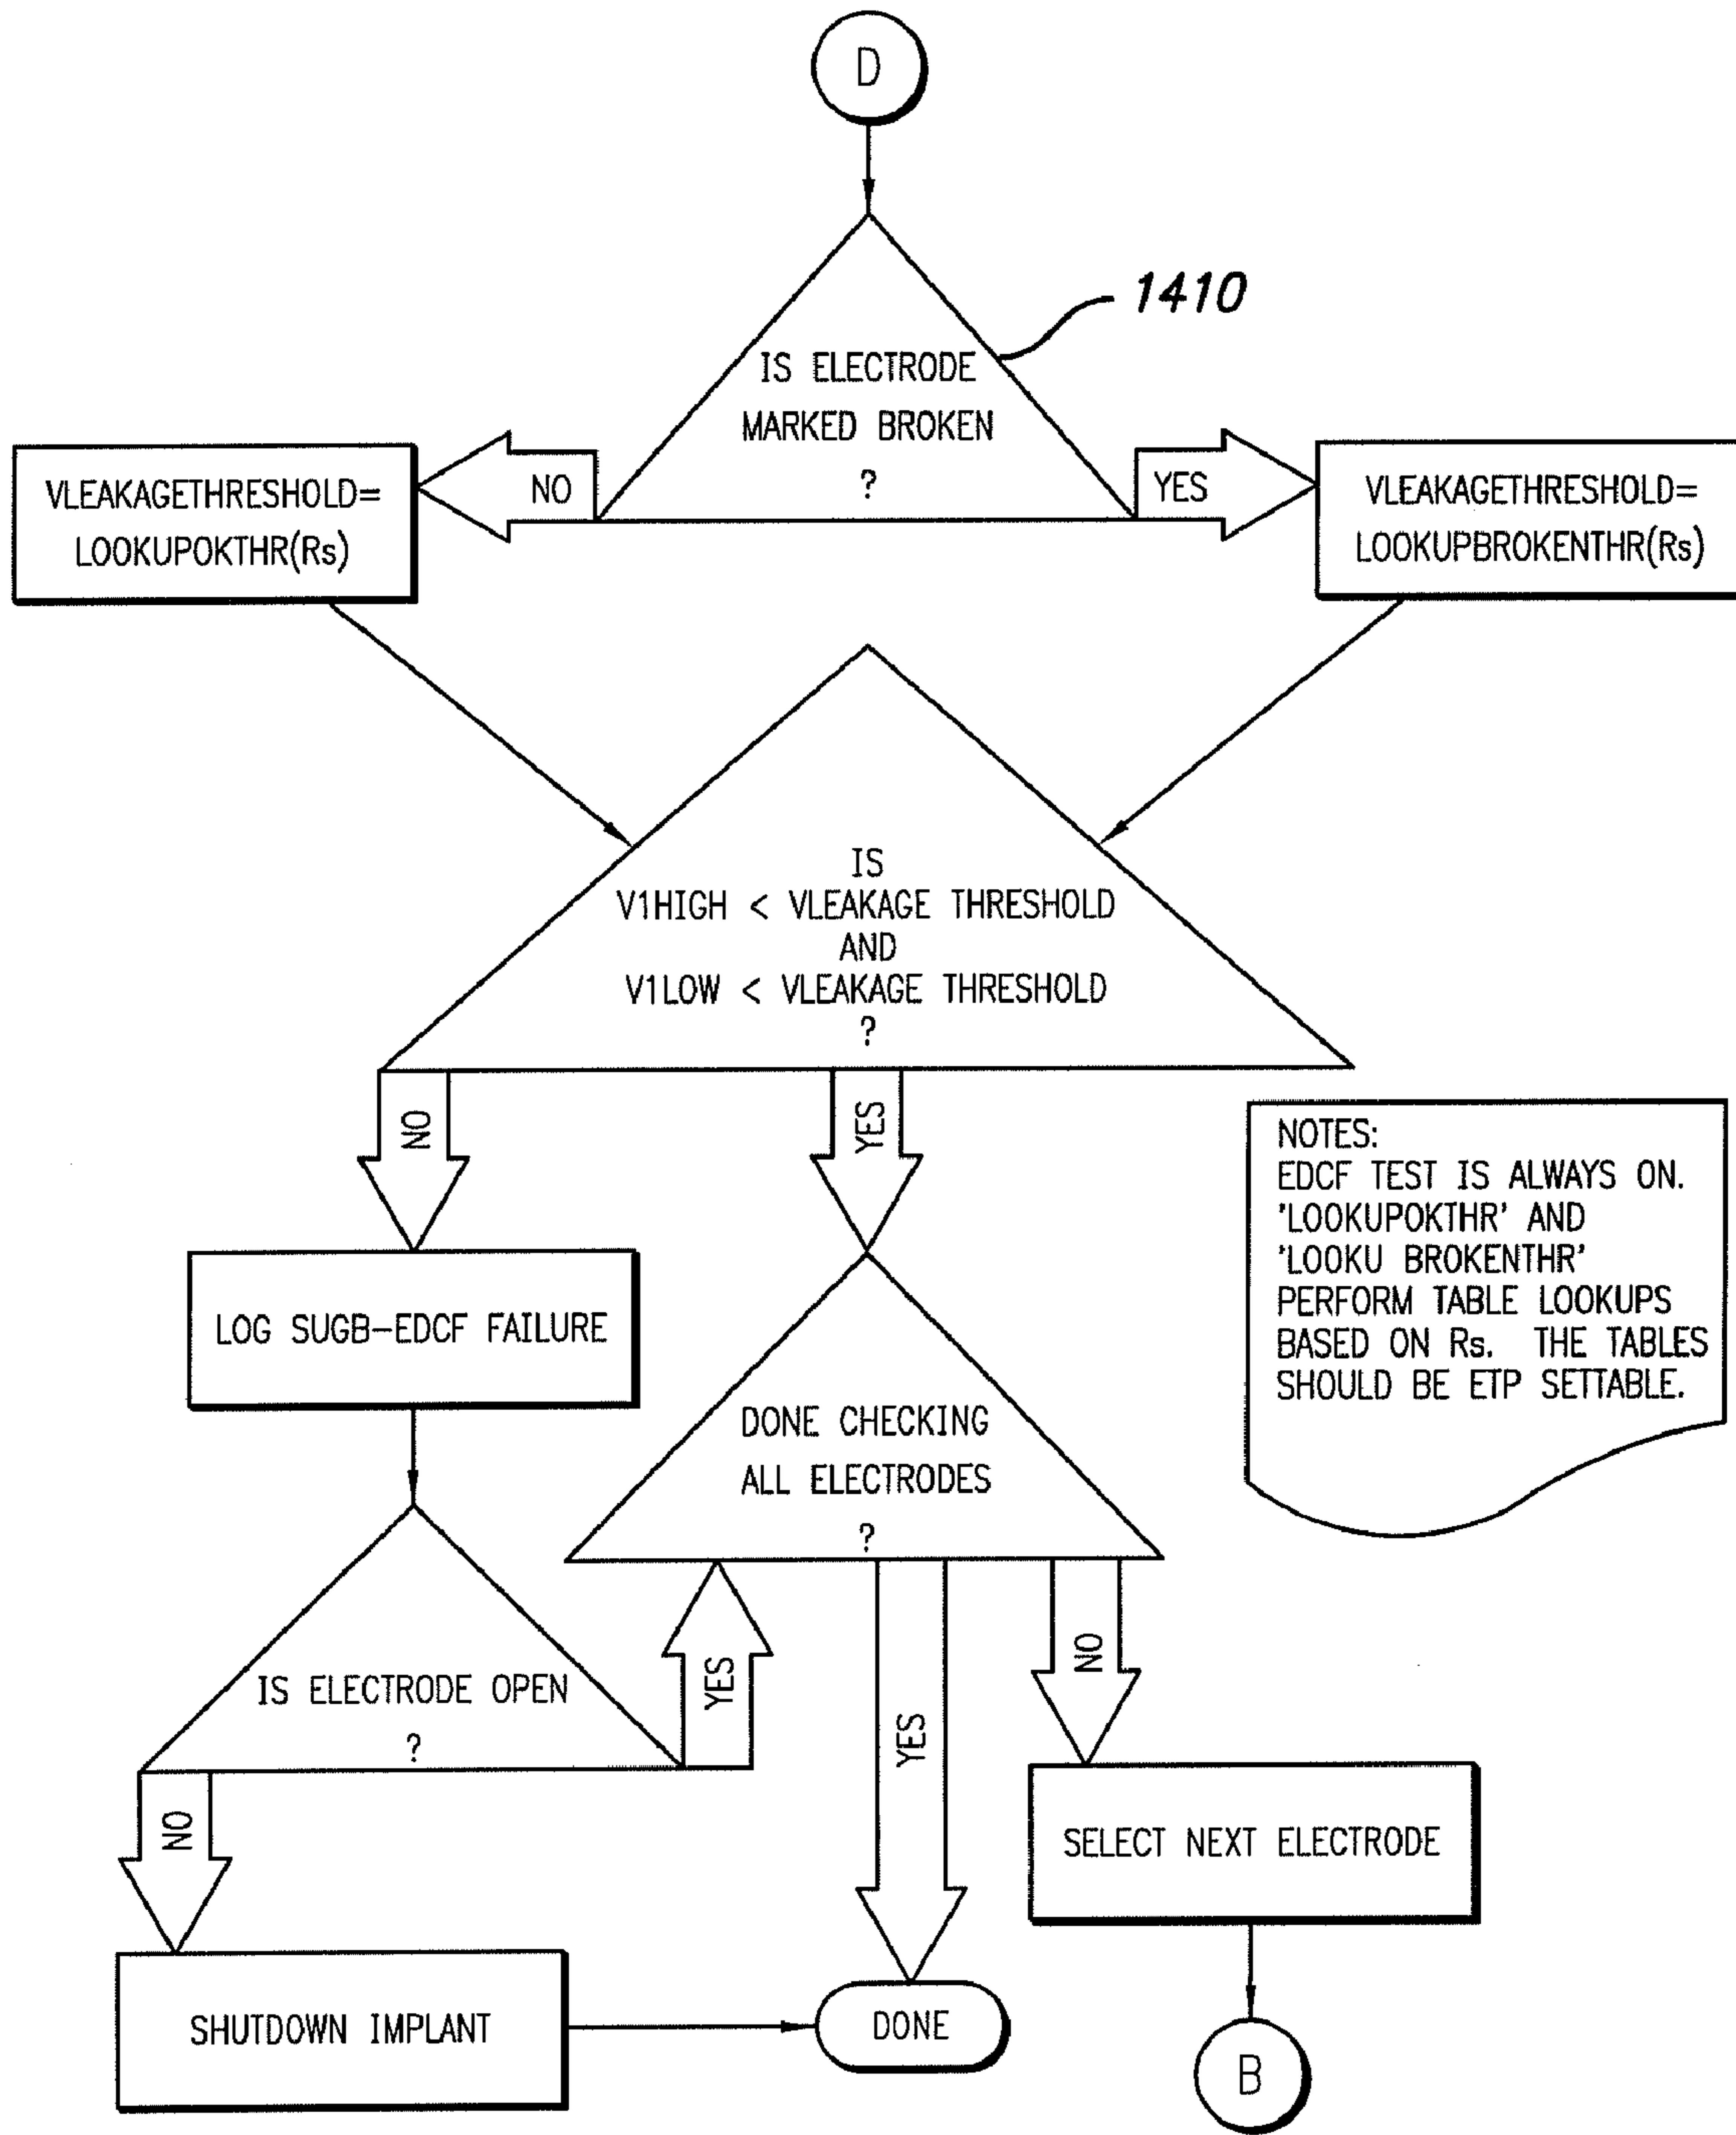 D
1410
IS ELECTRODE
MARKED BROKEN
?
NO
YES
VLEAKAGETHRESHOLD=
LOOKUPOKTHR(Rs)
VLEAKAGETHRESHOLD=
LOOKUPBROKENTHR(Rs)
IS
V1HIGH < VLEAKAGE THRESHOLD
AND
V1LOW < VLEAKAGE THRESHOLD
?
NO
YES
NOTES:
EDCF TEST IS ALWAYS ON.
'LOOKUPOKTHR' AND
'LOOKU BROKENTHR'
PERFORM TABLE LOOKUPS
BASED ON Rs. THE TABLES
SHOULD BE ETP SETTABLE.
LOG SUGB-EDCF FAILURE
DONE CHECKING
ALL ELECTRODES
?
IS ELECTRODE OPEN
?
YES
YES
NO
NO
SELECT NEXT ELECTRODE
SHUTDOWN IMPLANT
DONE
B